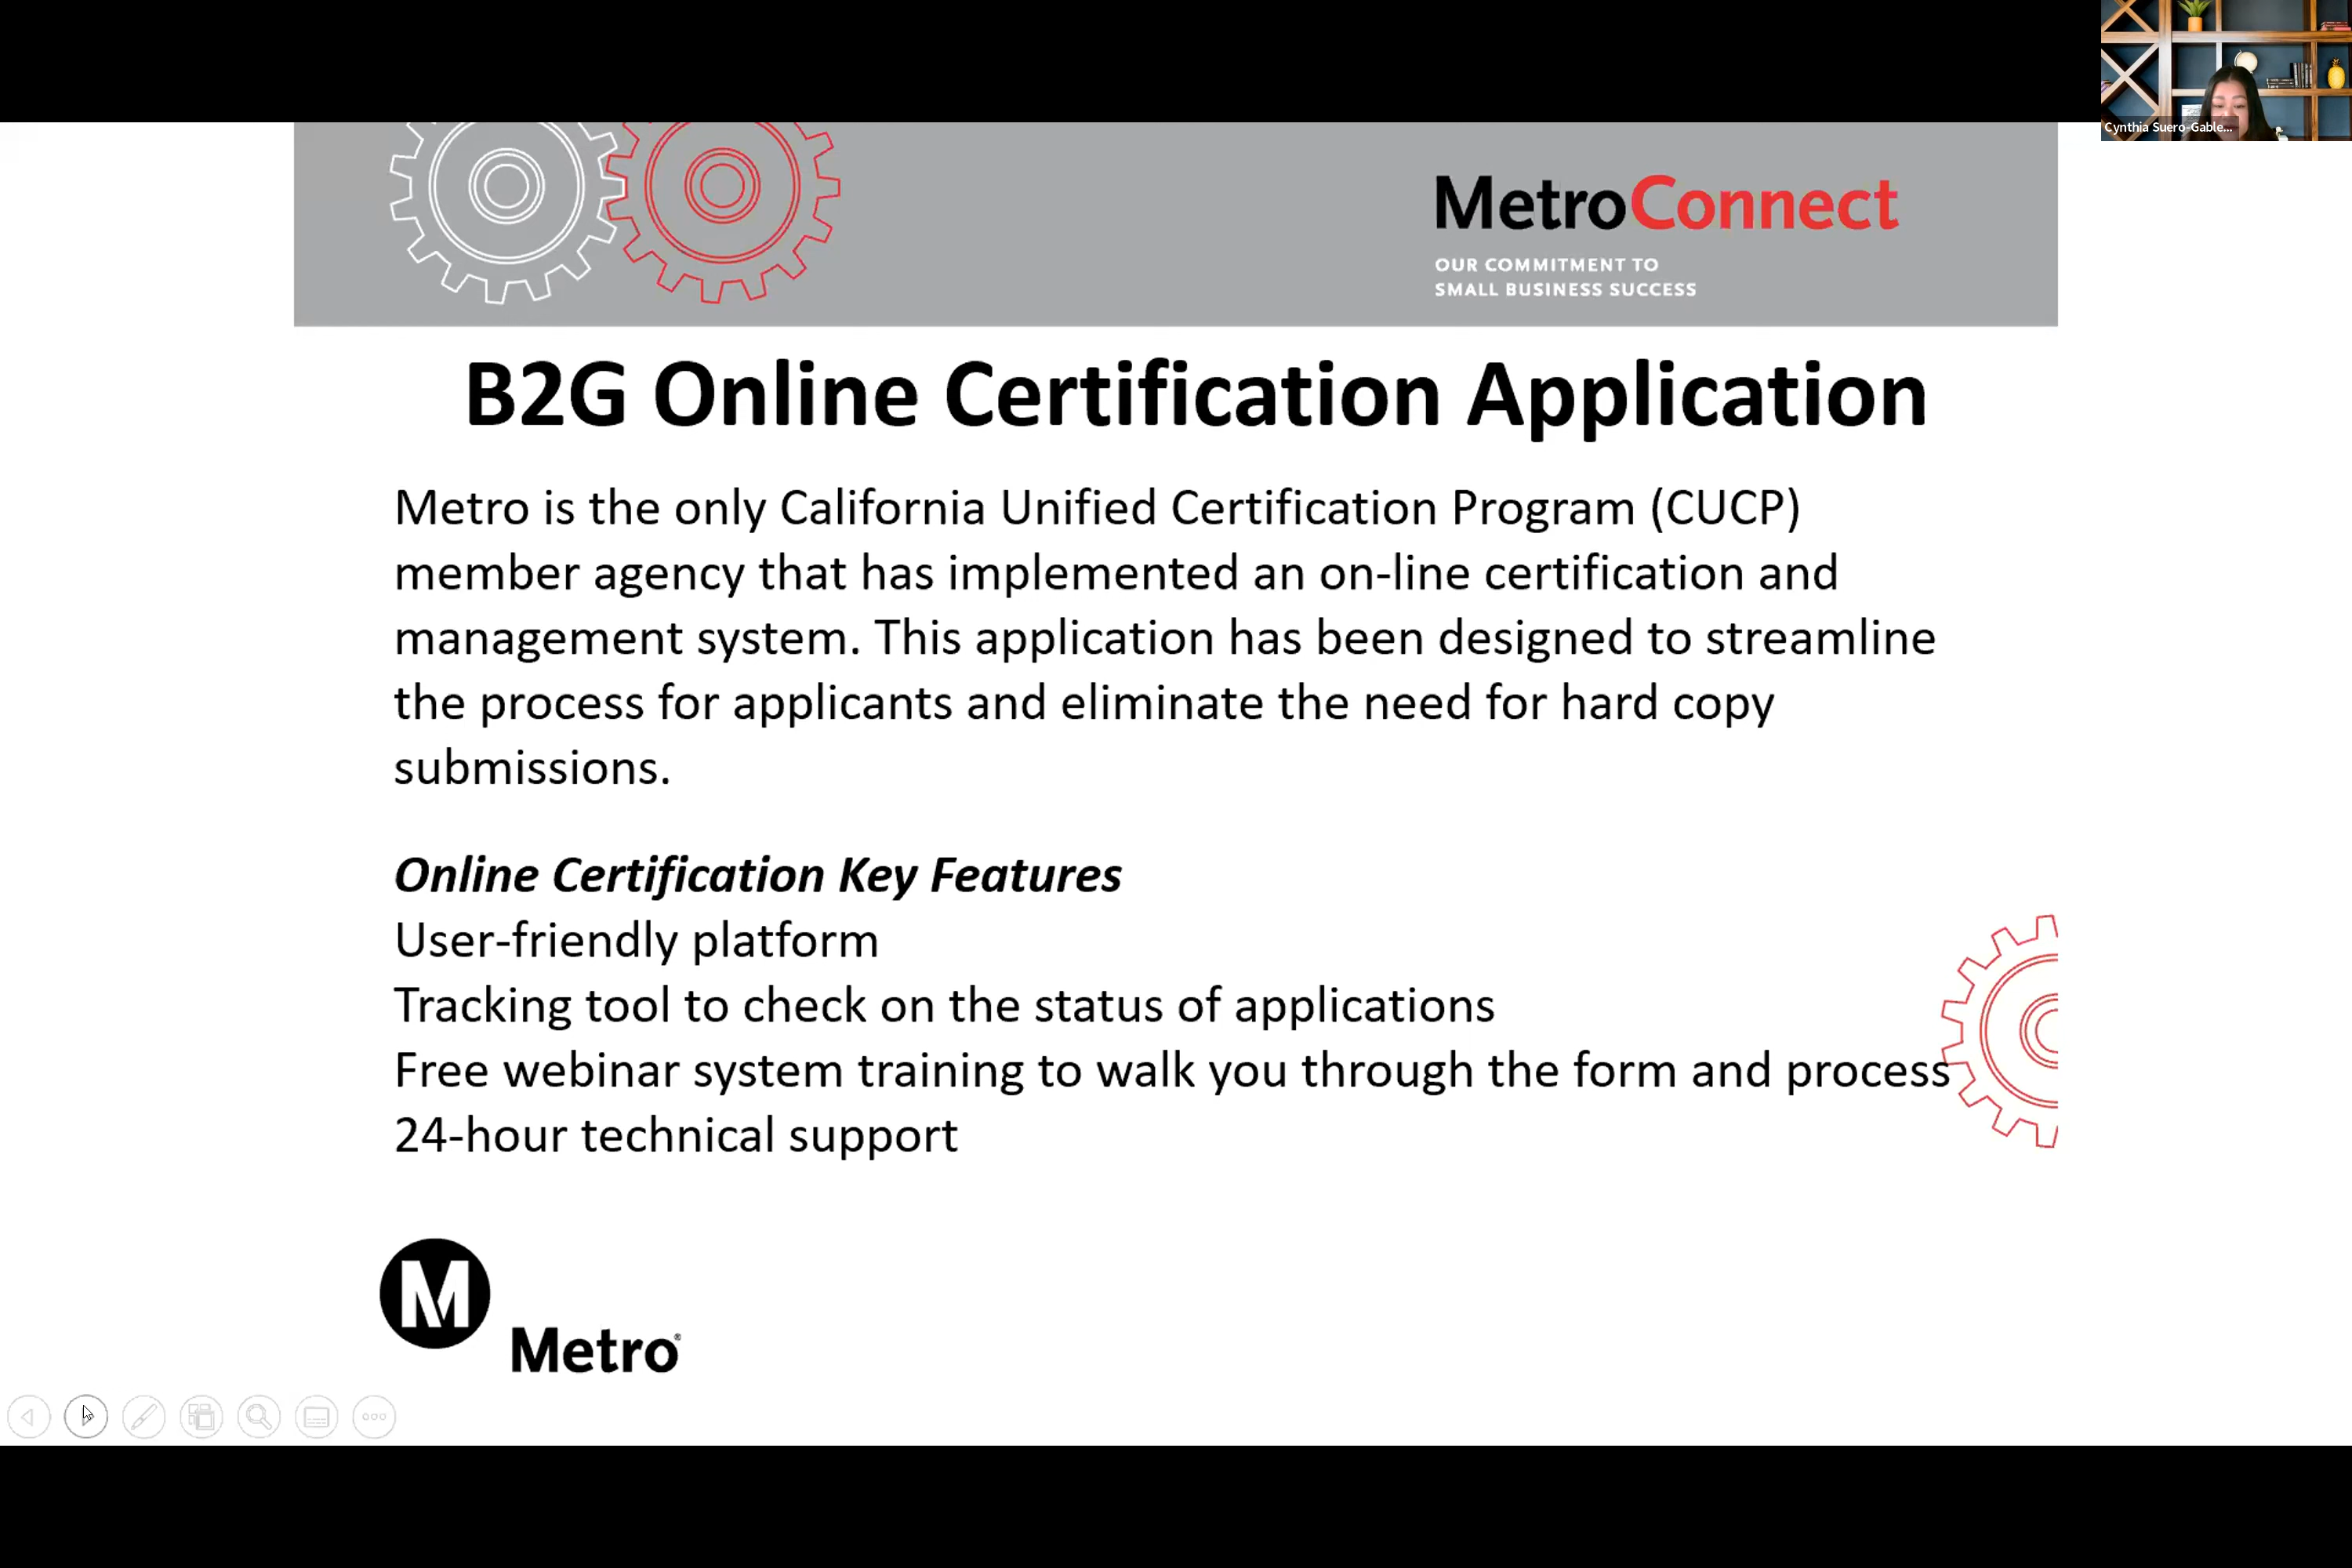 Cynthia Suero-Gable...
MetroConnect
OUR COMMITMENT TO
SMALL BUSINESS SUCCESS
B2G Online Certification Application
Metro is the only California Unified Certification Program (CUCP)
member agency that has implemented an on-line certification and
management system. This application has been designed to streamline
the process for applicants and eliminate the need for hard copy
submissions.
Online Certification Key Features
User-friendly platform
Tracking tool to check on the status of applications
Free webinar system training to walk you through the form and process
24-hour technical support
M
Metro®